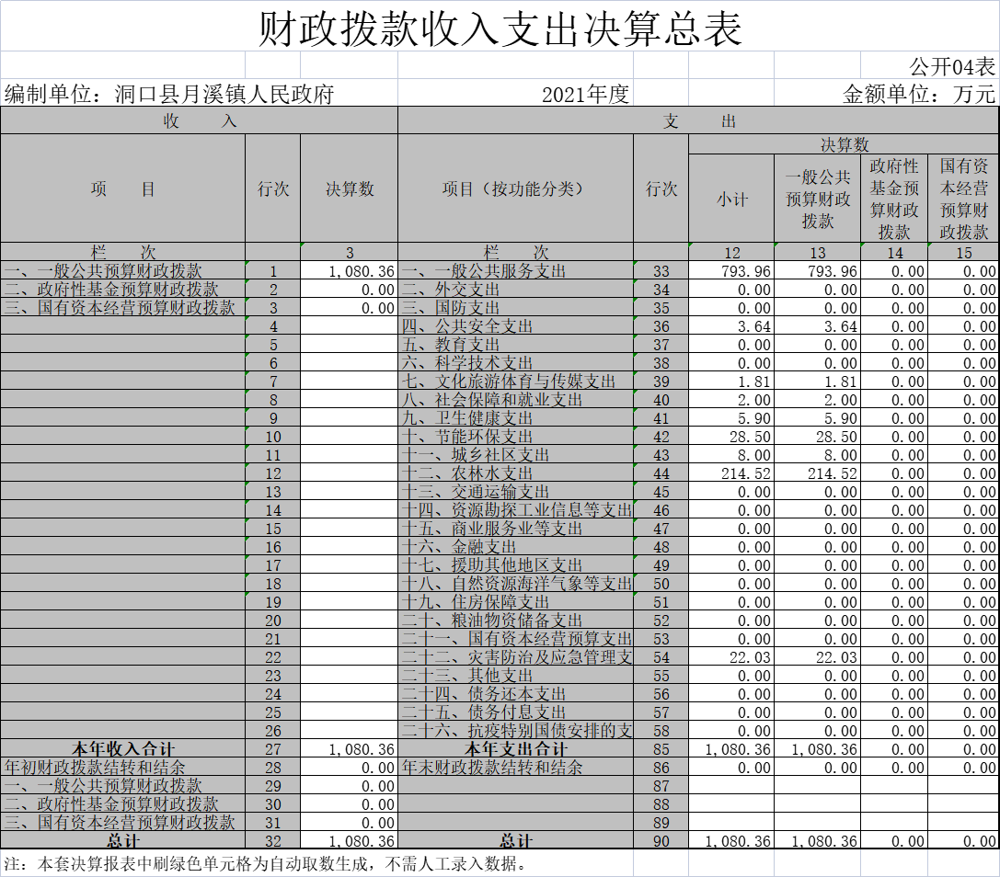 财政拨款收入支出决算总表
公开04表
编制单位：洞口县月溪镇人民政府 2021年度 金额单位：万元
收 入 支 出
项 目 行次 决算数 项目（按功能分类） 行次 决算数
小计 一般公共预算财政拨款 政府性基金预算财政拨款 国有资本经营预算财政拨款
栏 次 3 栏 次 12 13 14 15
一、一般公共预算财政拨款 1 1,080.36 一、一般公共服务支出 33 793.96 793.96 0.00 0.00
二、政府性基金预算财政拨款 2 0.00 二、外交支出 34 0.00 0.00 0.00 0.00
三、国有资本经营预算财政拨款 3 0.00 三、国防支出 35 0.00 0.00 0.00 0.00
4 四、公共安全支出 36 3.64 3.64 0.00 0.00
5 五、教育支出 37 0.00 0.00 0.00 0.00
6 六、科学技术支出 38 0.00 0.00 0.00 0.00
7 七、文化旅游体育与传媒支出 39 1.81 1.81 0.00 0.00
8 八、社会保障和就业支出 40 2.00 2.00 0.00 0.00
9 九、卫生健康支出 41 5.90 5.90 0.00 0.00
10 十、节能环保支出 42 28.50 28.50 0.00 0.00
11 十一、城乡社区支出 43 8.00 8.00 0.00 0.00
12 十二、农林水支出 44 214.52 214.52 0.00 0.00
13 十三、交通运输支出 45 0.00 0.00 0.00 0.00
14 十四、资源勘探工业信息等支出 46 0.00 0.00 0.00 0.00
15 十五、商业服务业等支出 47 0.00 0.00 0.00 0.00
16 十六、金融支出 48 0.00 0.00 0.00 0.00
17 十七、援助其他地区支出 49 0.00 0.00 0.00 0.00
18 十八、自然资源海洋气象等支出 50 0.00 0.00 0.00 0.00
19 十九、住房保障支出 51 0.00 0.00 0.00 0.00
20 二十、粮油物资储备支出 52 0.00 0.00 0.00 0.00
21 二十一、国有资本经营预算支出 53 0.00 0.00 0.00 0.00
22 二十二、灾害防治及应急管理支 54 22.03 22.03 0.00 0.00
23 二十三、其他支出 55 0.00 0.00 0.00 0.00
24 二十四、债务还本支出 56 0.00 0.00 0.00 0.00
25 二十五、债务付息支出 57 0.00 0.00 0.00 0.00
26 二十六、抗疫特别国债安排的支 58 0.00 0.00 0.00 0.00
本年收入合计 27 1,080.36 本年支出合计 85 1,080.36 1,080.36 0.00 0.00
年初财政拨款结转和结余 28 0.00 年末财政拨款结转和结余 86 0.00 0.00 0.00 0.00
一、一般公共预算财政拨款 29 0.00 87
二、政府性基金预算财政拨款 30 0.00 88
三、国有资本经营预算财政拨款 31 0.00 89
总计 32 1,080.36 总计 90 1,080.36 1,080.36 0.00 0.00
注：本套决算报表中刷绿色单元格为自动取数生成，不需人工录入数据。